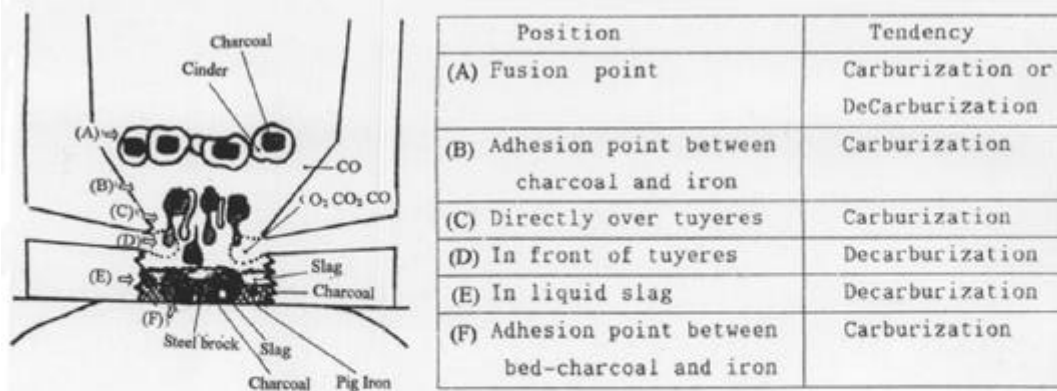 Charcoal
Cinder
(A)
CO
(B)
(C)
O₂ CO₂ CO
(D)
(E)
Slag
Charcoal
(F)
Steel brock
Slag
Charcoal
Pig Iron
Position Tendency
(A) Fusion point Carburization or
DeCarburization
(B) Adhesion point between Carburization
charcoal and iron
(C) Directly over tuyeres Carburization
(D) In front of tuyeres Decarburization
(E) In liquid slag Decarburization
(F) Adhesion point between Carburization
bed-charcoal and iron